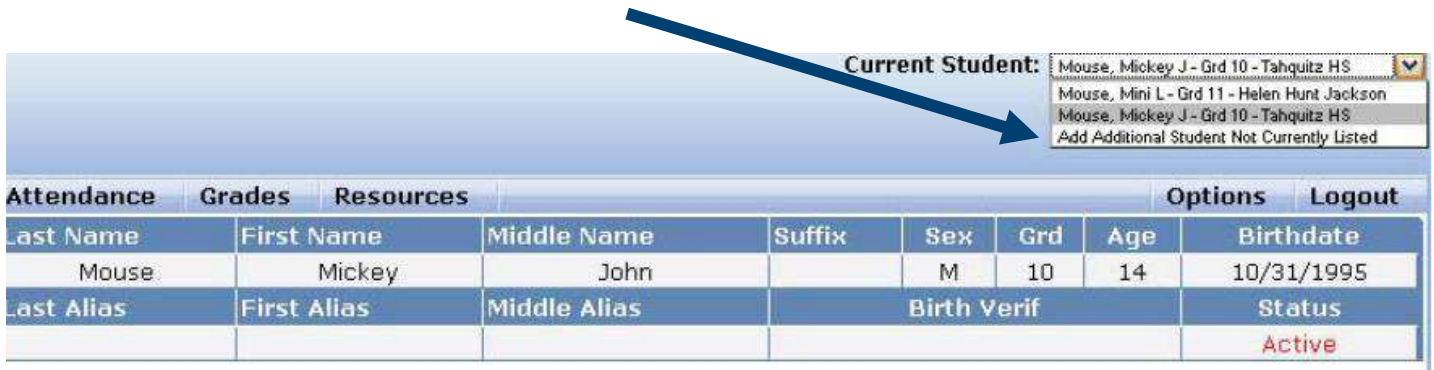 Current Student: Mouse, Mickey J - Grd 10 - Tahquitz HS
Mouse, Mini L - Grd 11 - Helen Hunt Jackson
Mouse, Mickey J - Grd 10 - Tahquitz HS
Add Additional Student Not Currently Listed
Attendance Grades Resources Options Logout
Last Name First Name Middle Name Suffix Sex Grd Age Birthdate
Mouse Mickey John M 10 14 10/31/1995
Last Alias First Alias Middle Alias Birth Verif Status
Active